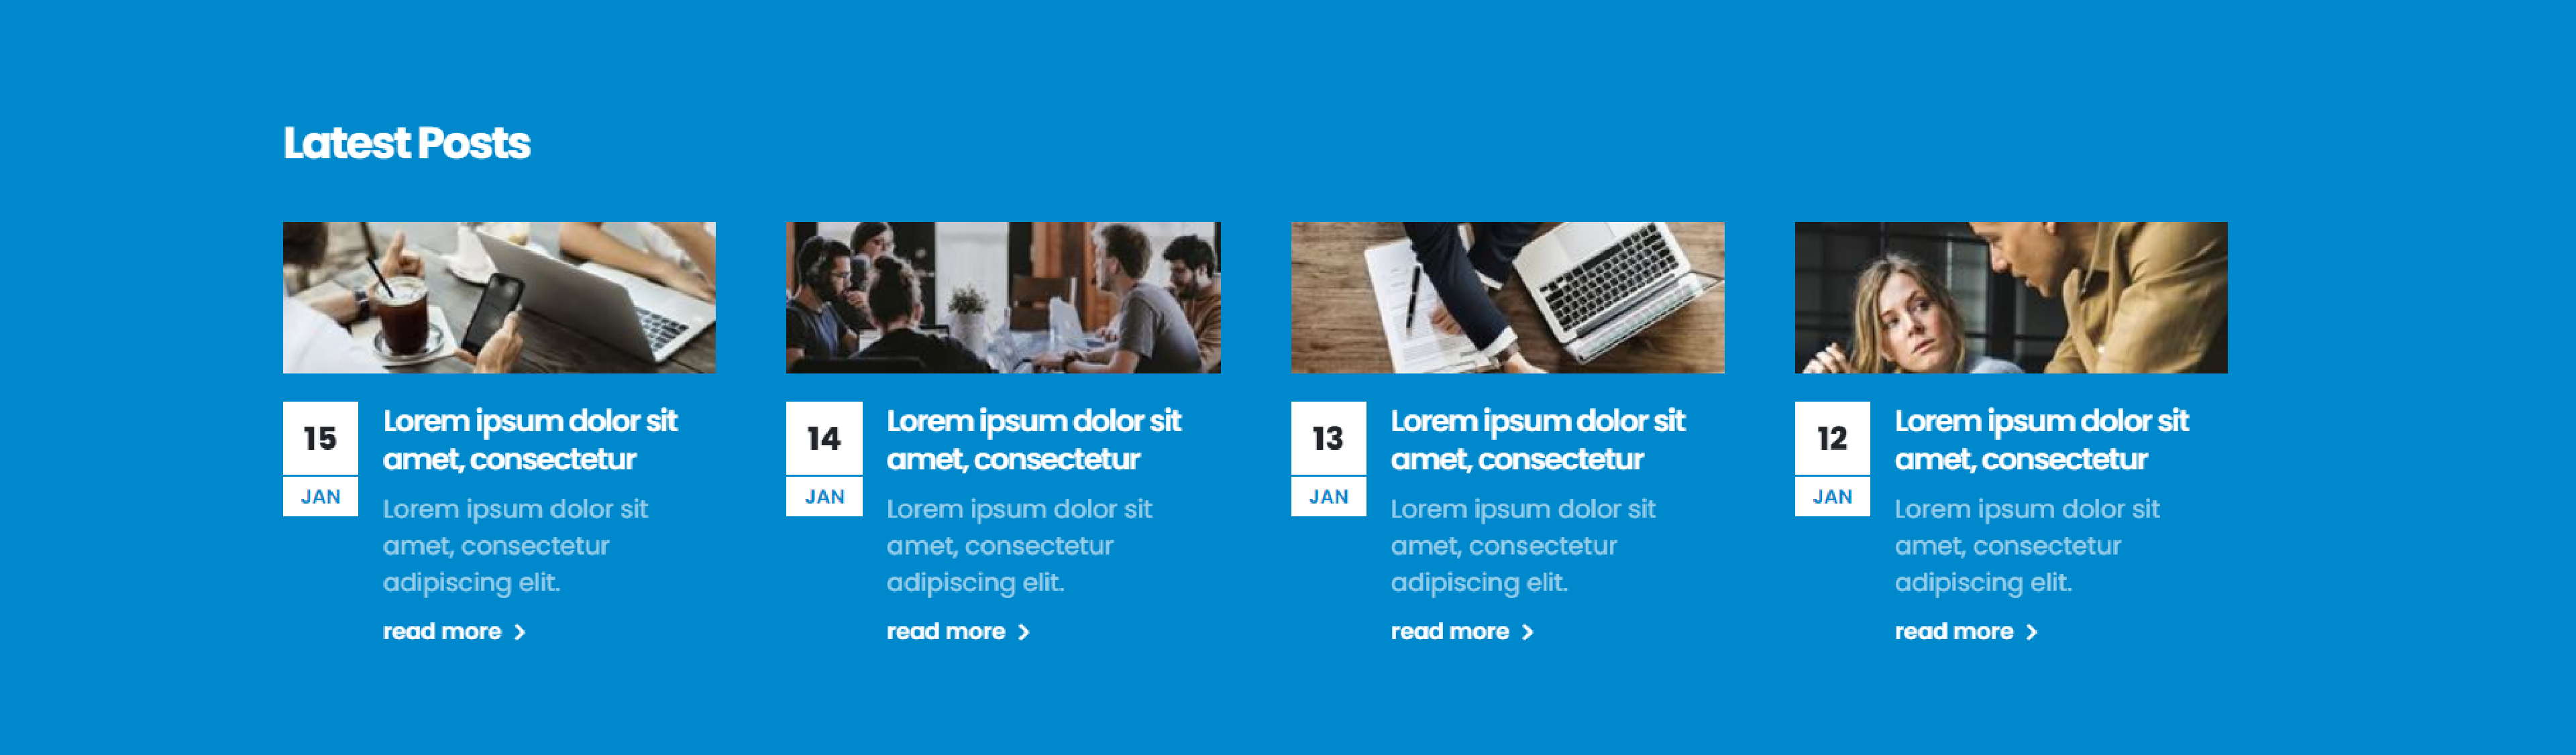 Latest Posts
15
JAN
Lorem ipsum dolor sit
amet, consectetur
Lorem ipsum dolor sit
amet, consectetur
adipiscing elit.
read more
14
JAN
Lorem ipsum dolor sit
amet, consectetur
Lorem ipsum dolor sit
amet, consectetur
adipiscing elit.
read more
13
JAN
Lorem ipsum dolor sit
amet, consectetur
Lorem ipsum dolor sit
amet, consectetur
adipiscing elit.
read more
12
JAN
Lorem ipsum dolor sit
amet, consectetur
Lorem ipsum dolor sit
amet, consectetur
adipiscing elit.
read more